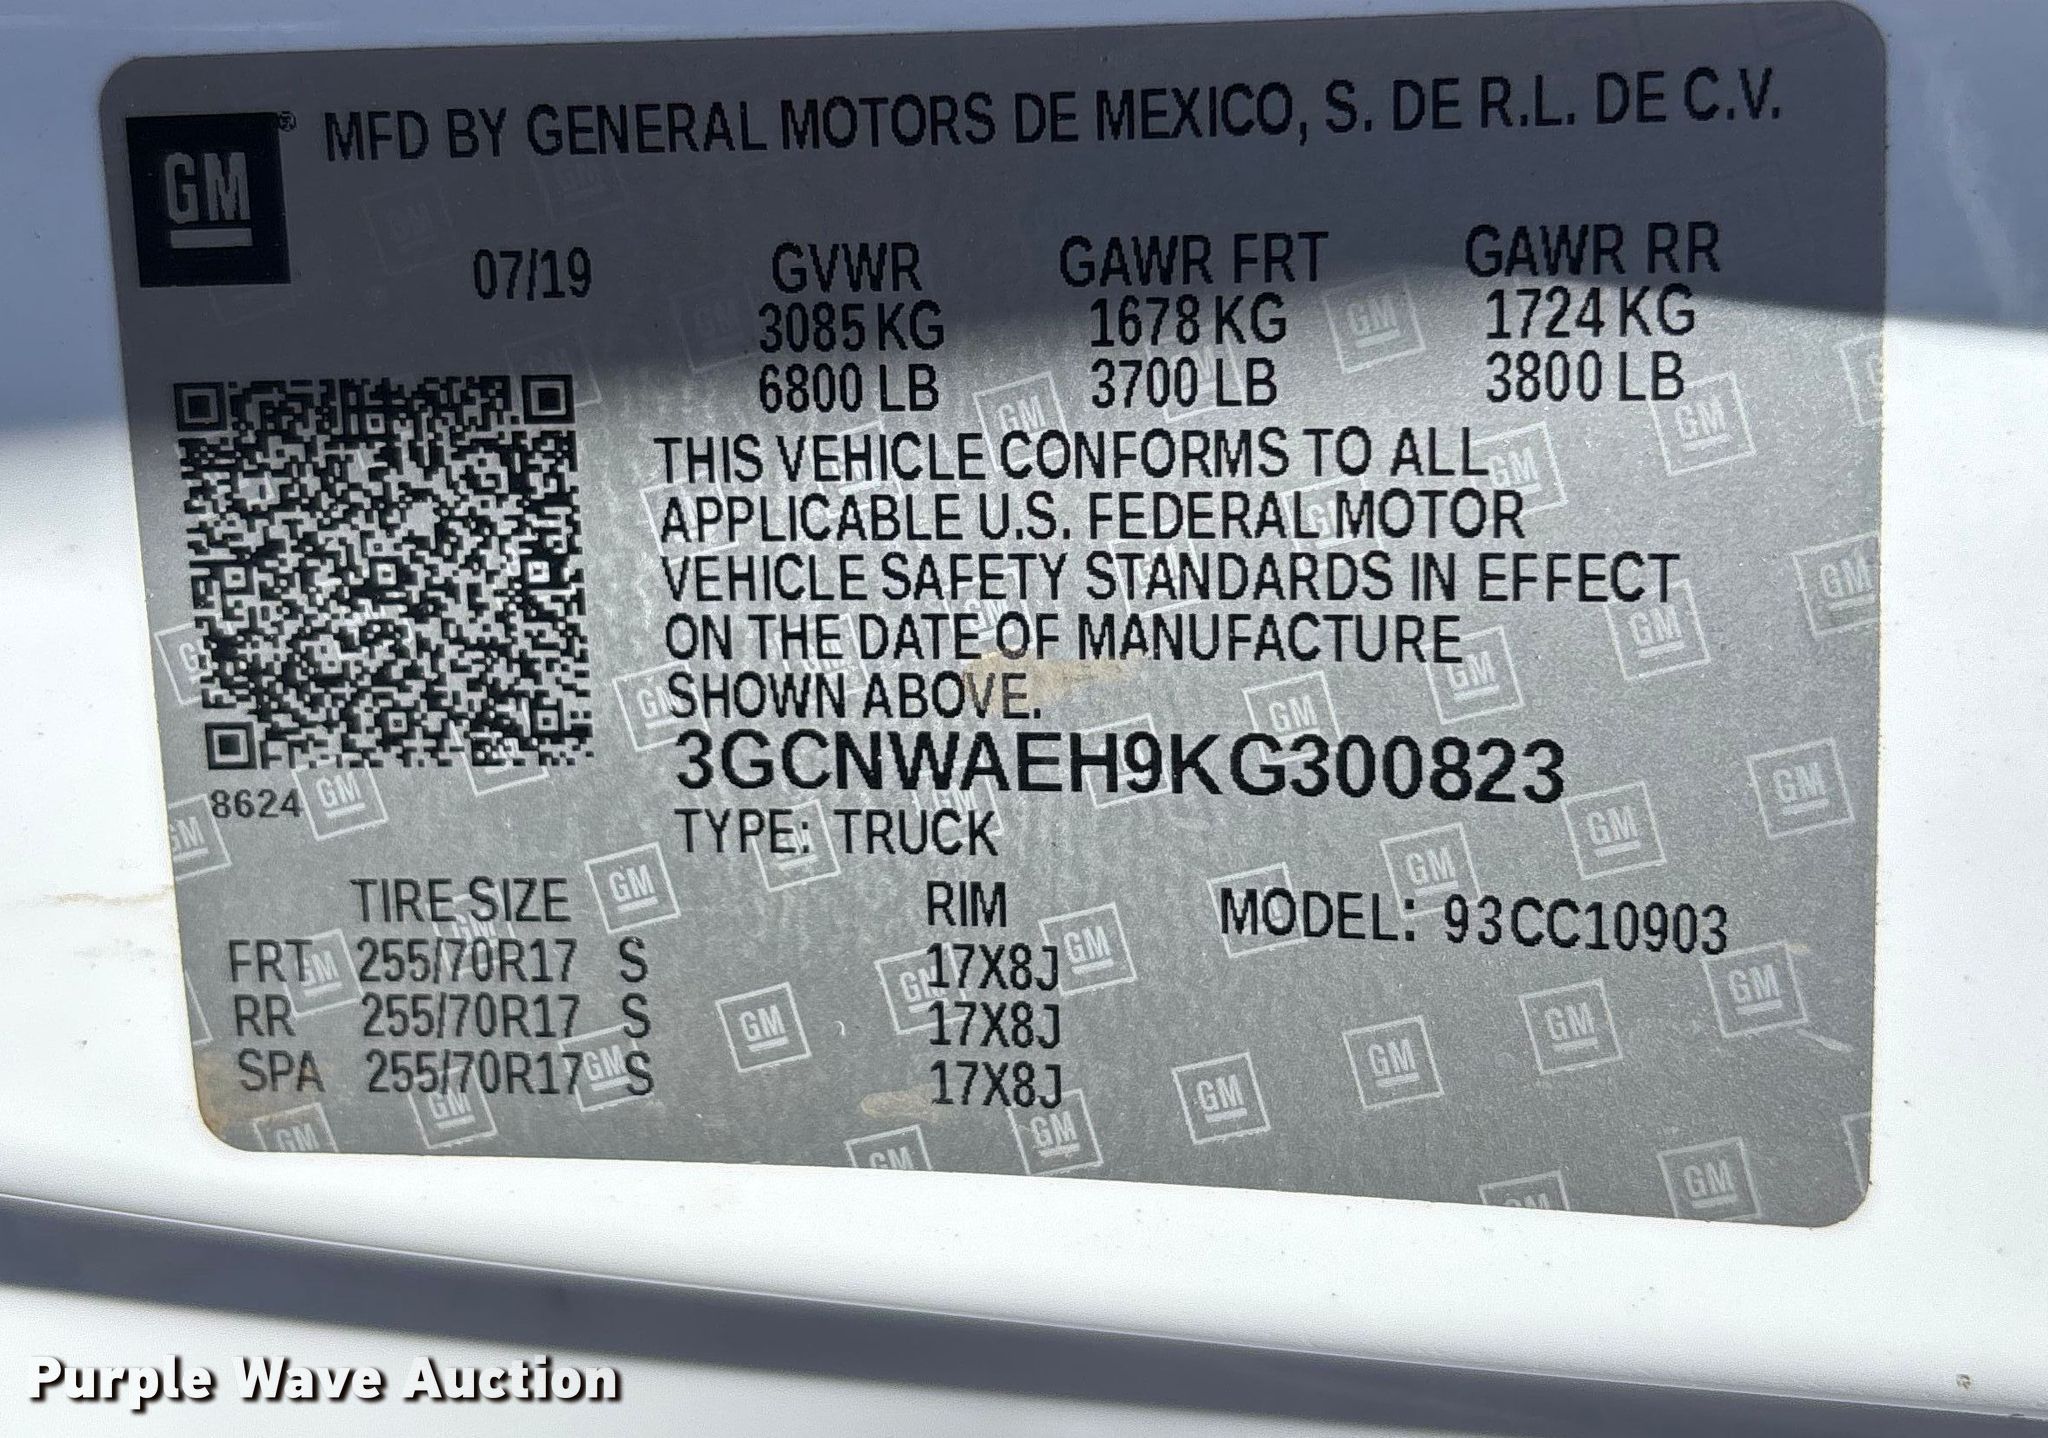 GM ® MFD BY GENERAL MOTORS DE MEXICO, S. DE R.L. DE C.V.
07/19 GVWR GAWR FRT GAWR RR
3085 KG 1678 KG 1724 KG
6800 LB 3700 LB 3800 LB
THIS VEHICLE CONFORMS TO ALL
APPLICABLE U.S. FEDERAL MOTOR
VEHICLE SAFETY STANDARDS IN EFFECT
ON THE DATE OF MANUFACTURE
SHOWN ABOVE.
3GCNWAEH9KG300823
8624
TYPE: TRUCK
TIRE SIZE RIM MODEL: 93CC10903
FRT 255/70R17 S 17X8J
RR 255/70R17 S 17X8J
SPA 255/70R17 S 17X8J
Purple Wave Auction